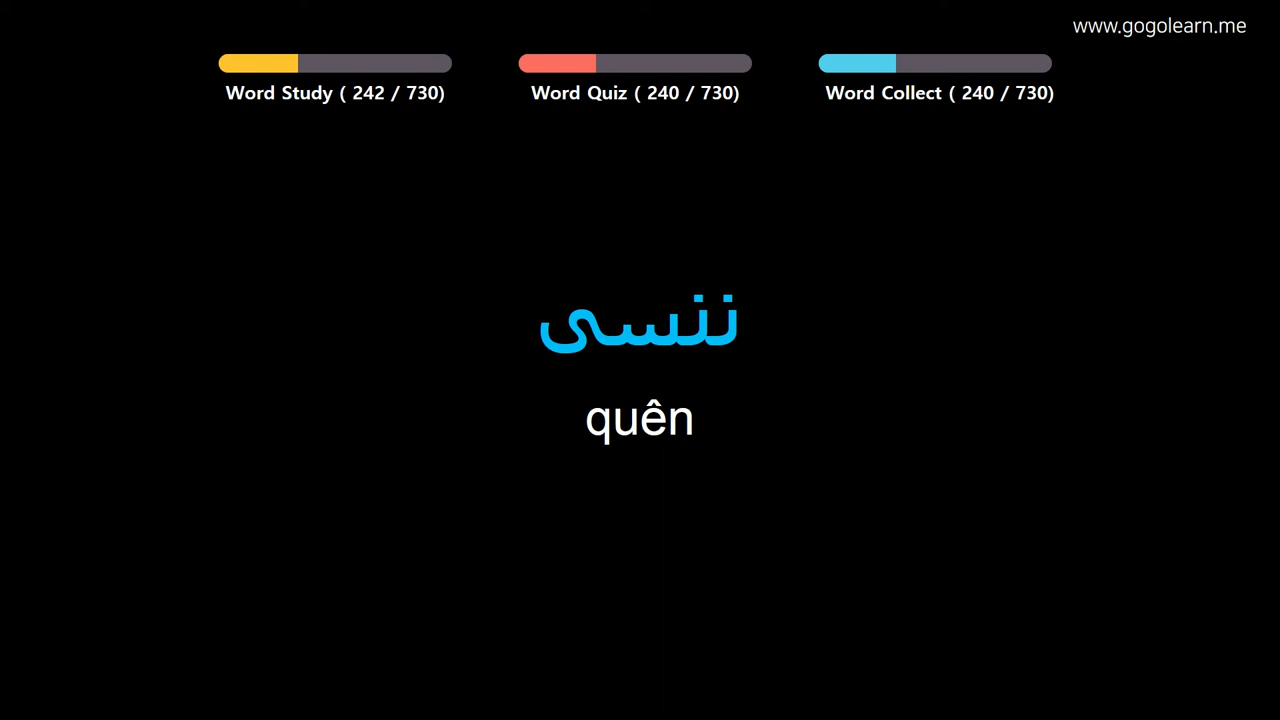 www.gogolearn.me
Word Study ( 242 / 730)
Word Quiz ( 240 / 730)
Word Collect ( 240 / 730)
ننسى
quên